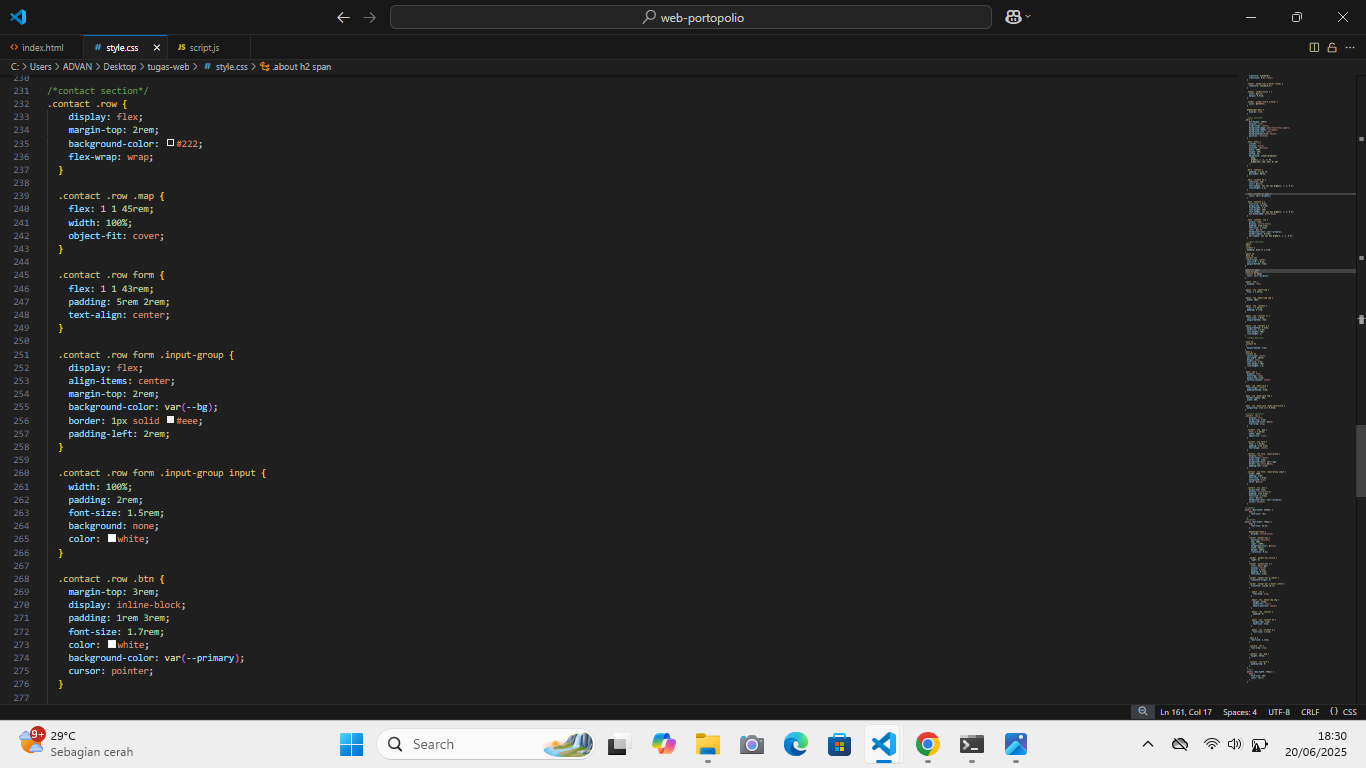 web-portopolio
<> index.html
# style.css
JS script.js
C: > Users > ADVAN > Desktop > tugas-web > # style.css > .about h2 span
230
231 /*contact section*/
232 .contact .row {
233 display: flex;
234 margin-top: 2rem;
235 background-color: #222;
236 flex-wrap: wrap;
237 }
238
239 .contact .row .map {
240 flex: 1 1 45rem;
241 width: 100%;
242 object-fit: cover;
243 }
244
245 .contact .row form {
246 flex: 1 1 43rem;
247 padding: 5rem 2rem;
248 text-align: center;
249 }
250
251 .contact .row form .input-group {
252 display: flex;
253 align-items: center;
254 margin-top: 2rem;
255 background-color: var(--bg);
256 border: 1px solid #eee;
257 padding-left: 2rem;
258 }
259
260 .contact .row form .input-group input {
261 width: 100%;
262 padding: 2rem;
263 font-size: 1.5rem;
264 background: none;
265 color: white;
266 }
267
268 .contact .row .btn {
269 margin-top: 3rem;
270 display: inline-block;
271 padding: 1rem 3rem;
272 font-size: 1.7rem;
273 color: white;
274 background-color: var(--primary);
275 cursor: pointer;
276 }
277
Ln 161, Col 17 Spaces: 4 UTF-8 CRLF {} CSS
9+
29°C
Sebagian cerah
Search
18:30
20/06/2025